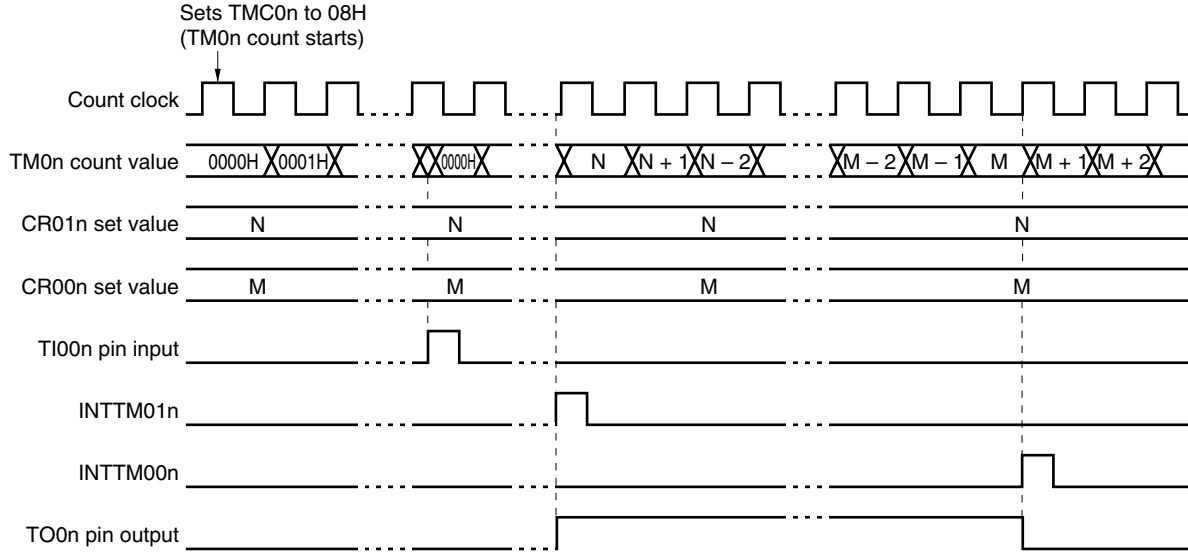 Sets TMC0n to 08H
(TM0n count starts)
Count clock
TM0n count value 0000H 0001H 0000H N N + 1 N – 2 M – 2 M – 1 M M + 1 M + 2
CR01n set value N N N N
CR00n set value M M M M
TI00n pin input
INTTM01n
INTTM00n
TO0n pin output